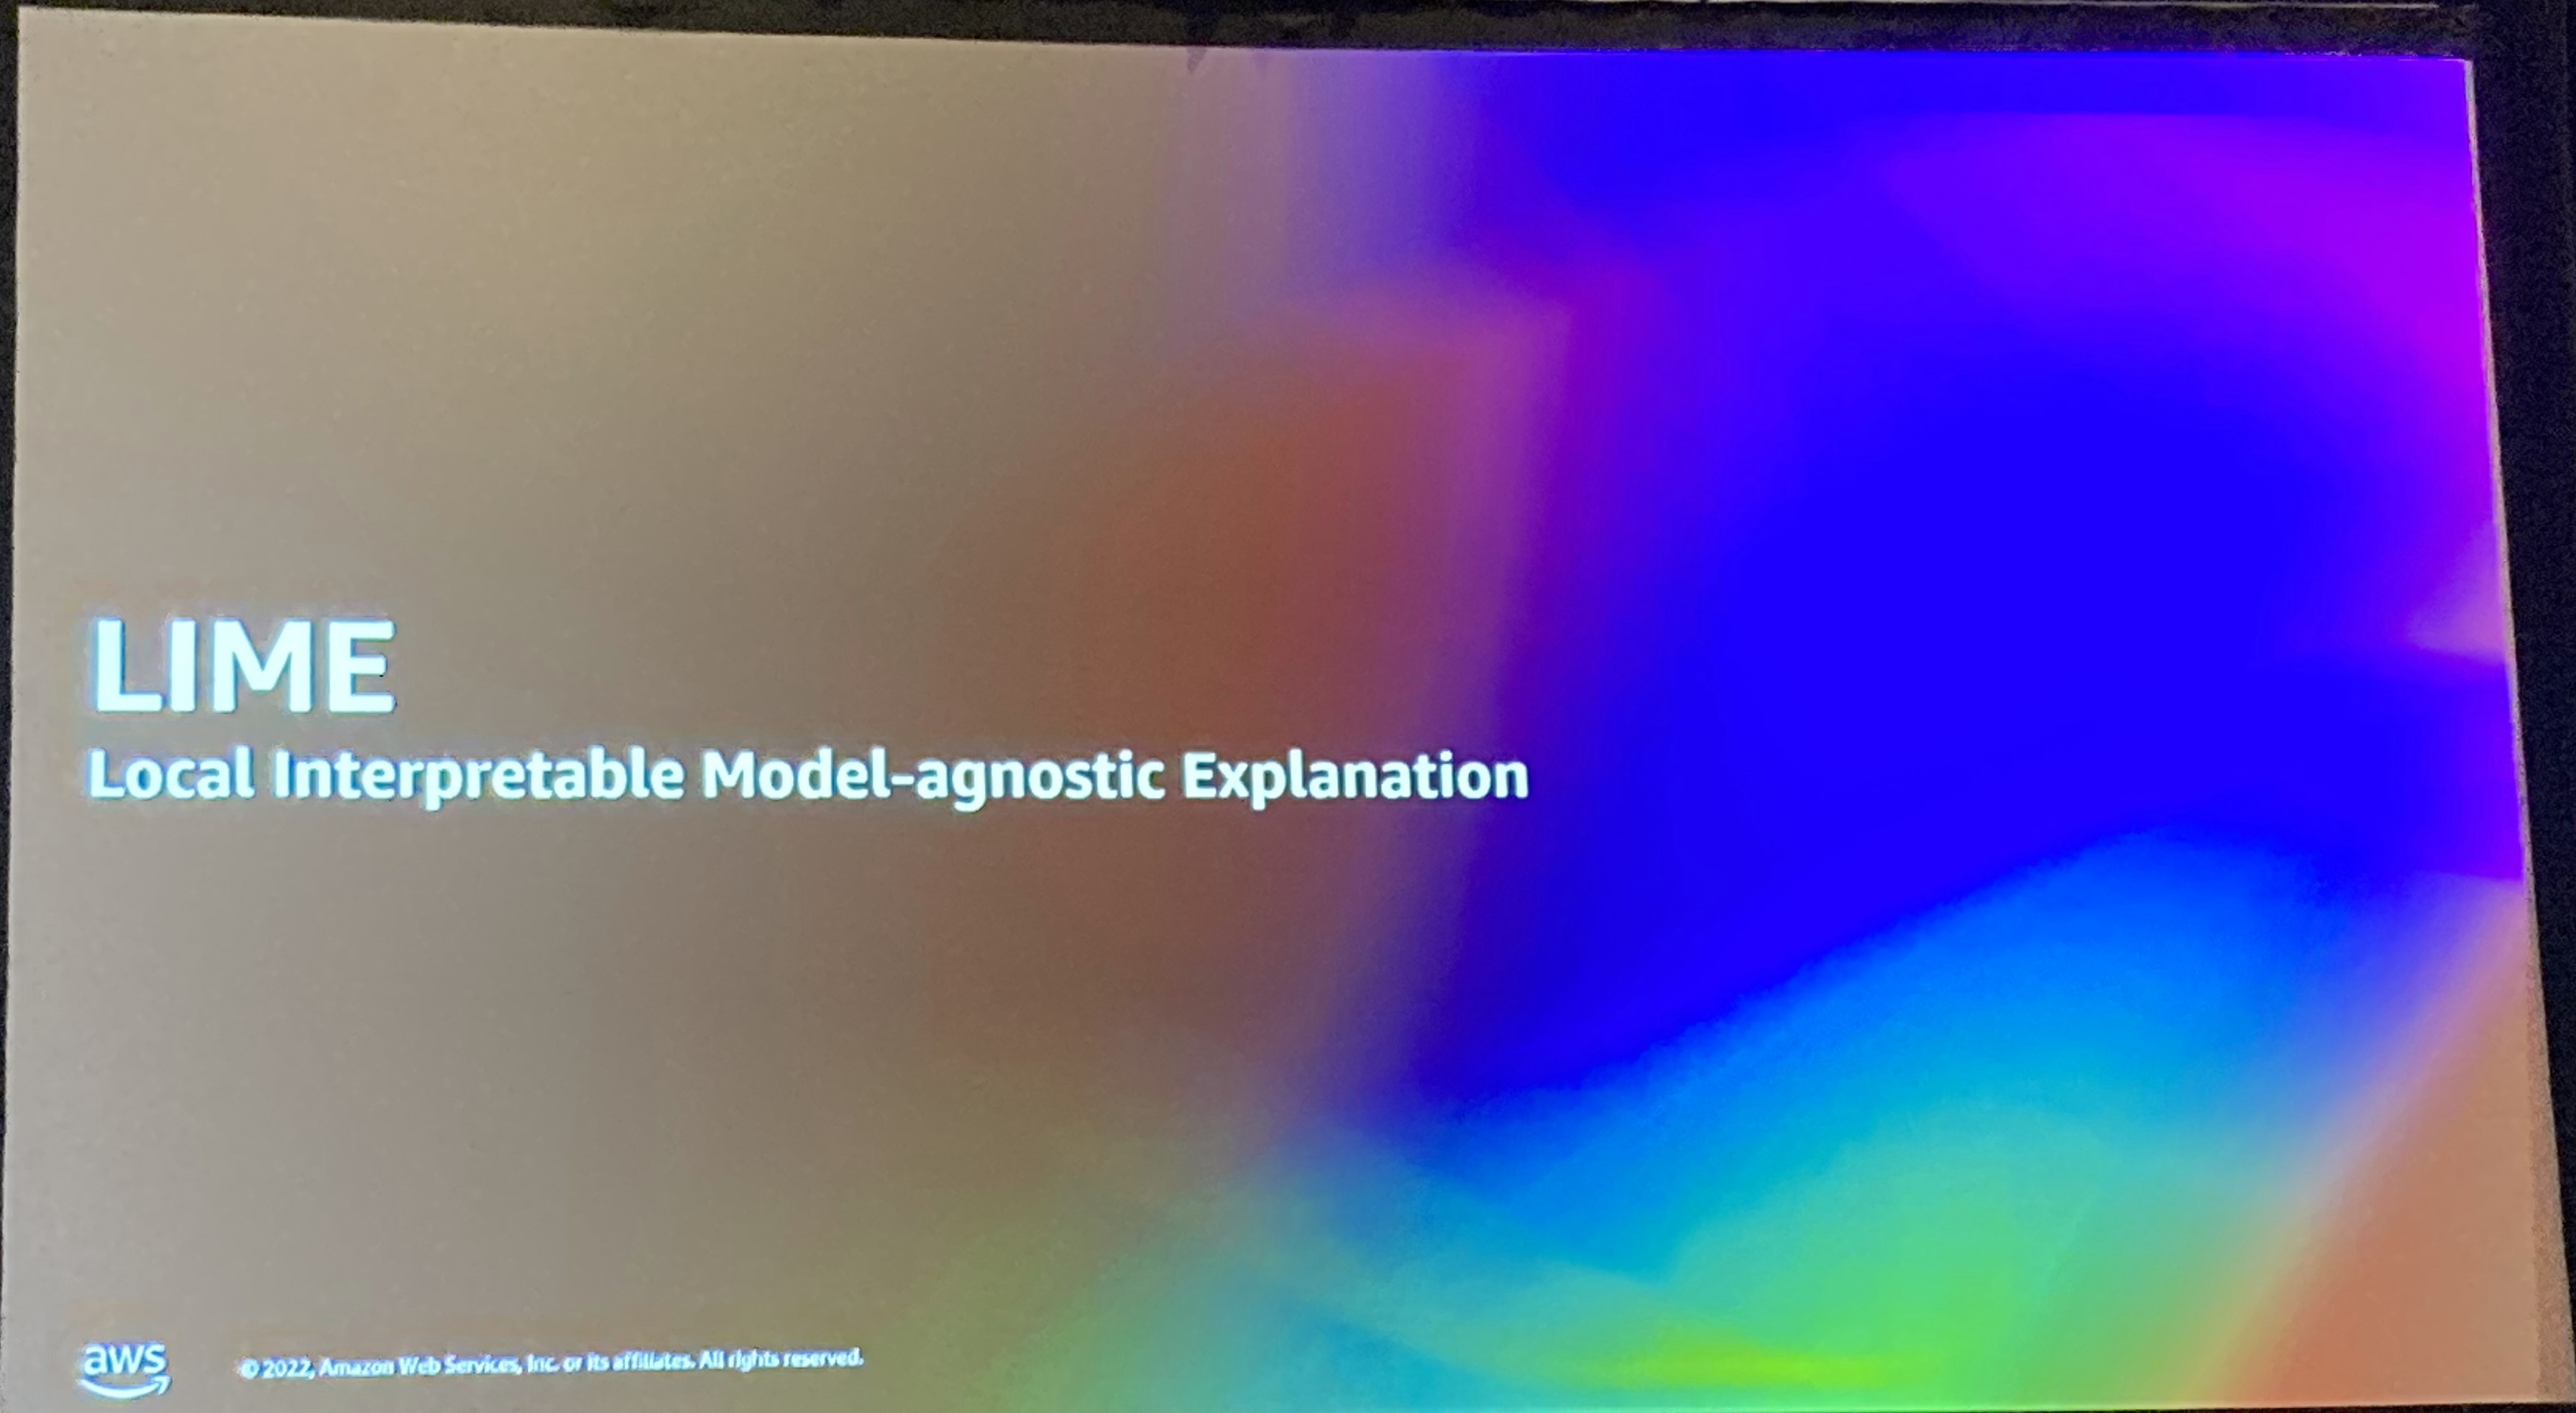 LIME
Local Interpretable Model-agnostic Explanation
aws
© 2022, Amazon Web Services, Inc. or its affiliates. All rights reserved.